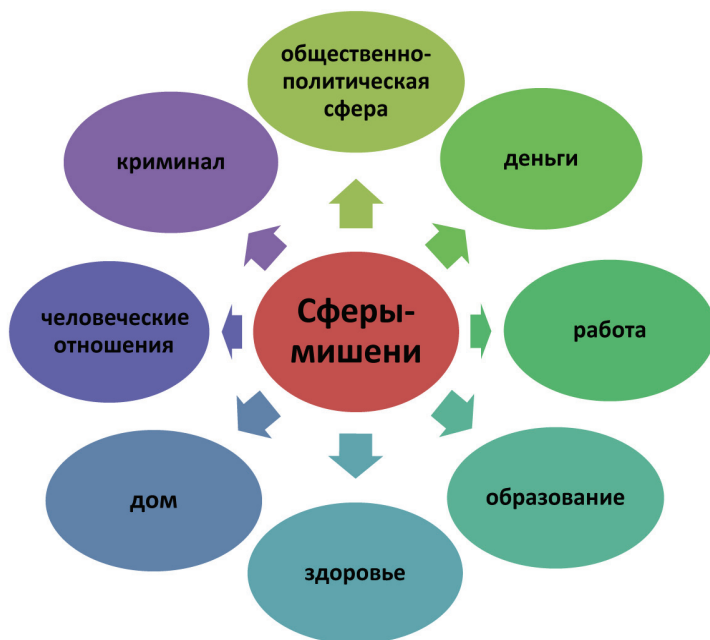 общественно-
политическая
сфера
криминал
деньги
человеческие
отношения
Сферы-
мишени
работа
дом
образование
здоровье